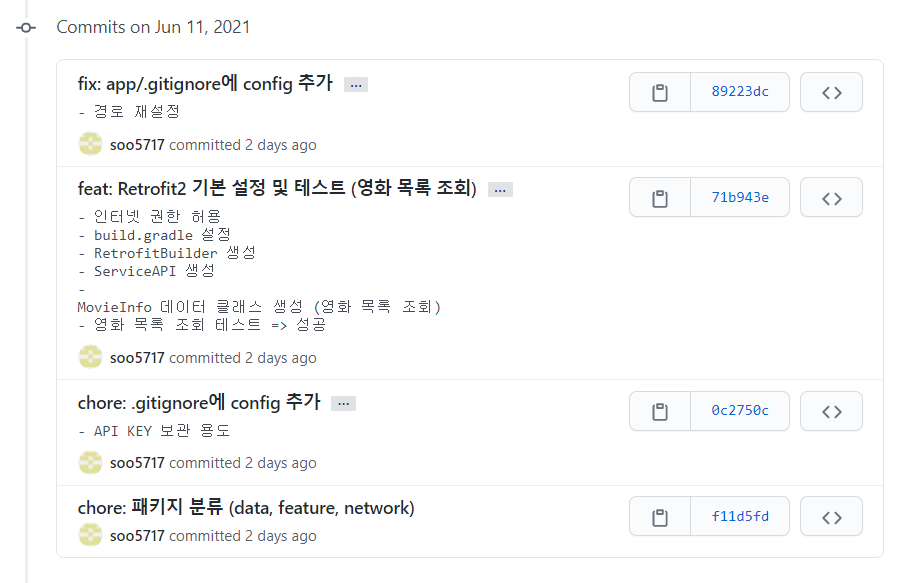 Commits on Jun 11, 2021
fix: app/.gitignore에 config 추가 …
89223dc
- 경로 재설정
soo5717 committed 2 days ago
feat: Retrofit2 기본 설정 및 테스트 (영화 목록 조회) …
71b943e
- 인터넷 권한 허용
- build.gradle 설정
- RetrofitBuilder 생성
- ServiceAPI 생성
-
MovieInfo 데이터 클래스 생성 (영화 목록 조회)
- 영화 목록 조회 테스트 => 성공
soo5717 committed 2 days ago
chore: .gitignore에 config 추가 …
0c2750c
- API KEY 보관 용도
soo5717 committed 2 days ago
chore: 패키지 분류 (data, feature, network)
f11d5fd
soo5717 committed 2 days ago